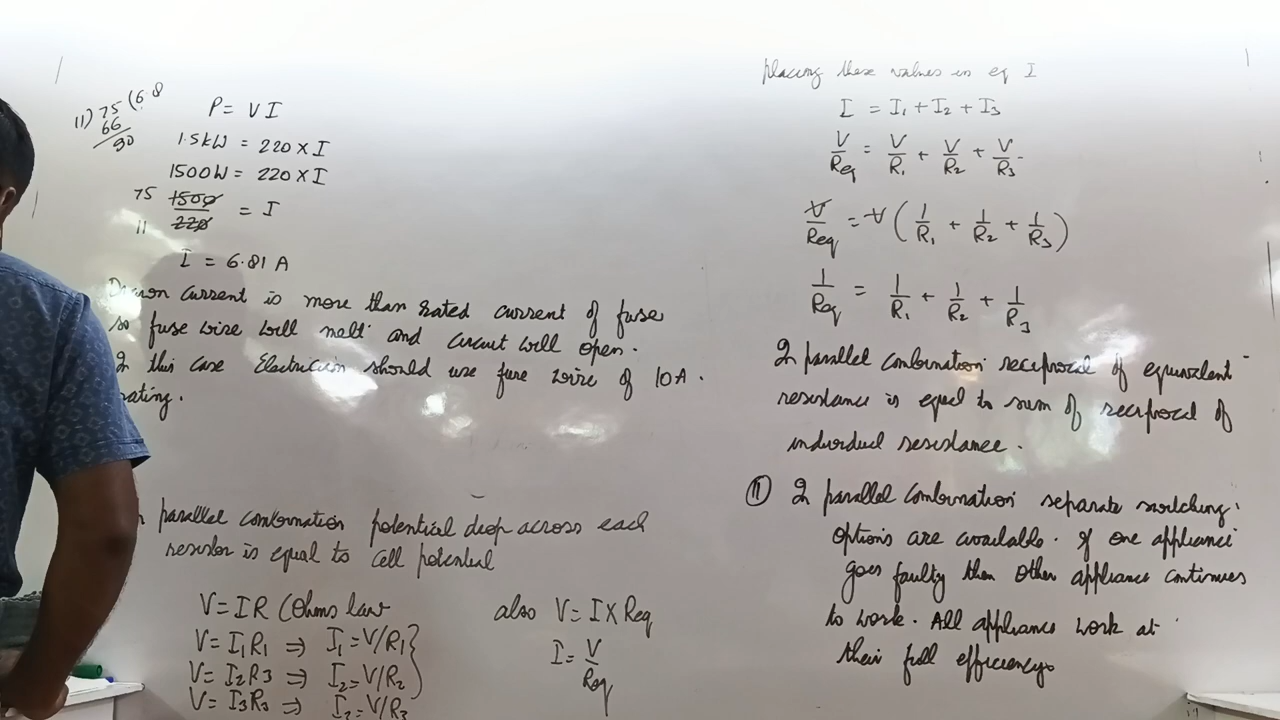 11) 75 (6.8
66
90
P = VI
1.5kW = 220 X I
1500W = 220 X I
75 1500/220 = I
11
I = 6.81 A
current is more than rated current of fuse
so fuse wire will melt and circuit will open.
In this case Electrician should use fuse wire of 10A.
rating.
parallel combination potential drop across each
resistor is equal to cell potential
V = IR (Ohms law
V = I₁R₁ ⇒ I₁ = V/R₁
V = I₂R3 ⇒ I₂ = V/R₂
V = I3R3 ⇒ I₃ = V/R3
also V = I X Req
I = V/Req
placing these values in eq I
I = I₁ + I₂ + I3
V/Req = V/R₁ + V/R2 + V/R3
V/Req = V (1/R₁ + 1/R2 + 1/R3)
1/Req = 1/R₁ + 1/R2 + 1/R3
In parallel combination reciprocal of equivalent
resistance is equal to sum of reciprocal of
individual resistance.
(11) In parallel combination separate switching
options are available. If one appliance
goes faulty then other appliance continues
to work. All appliances work at
their full efficiency